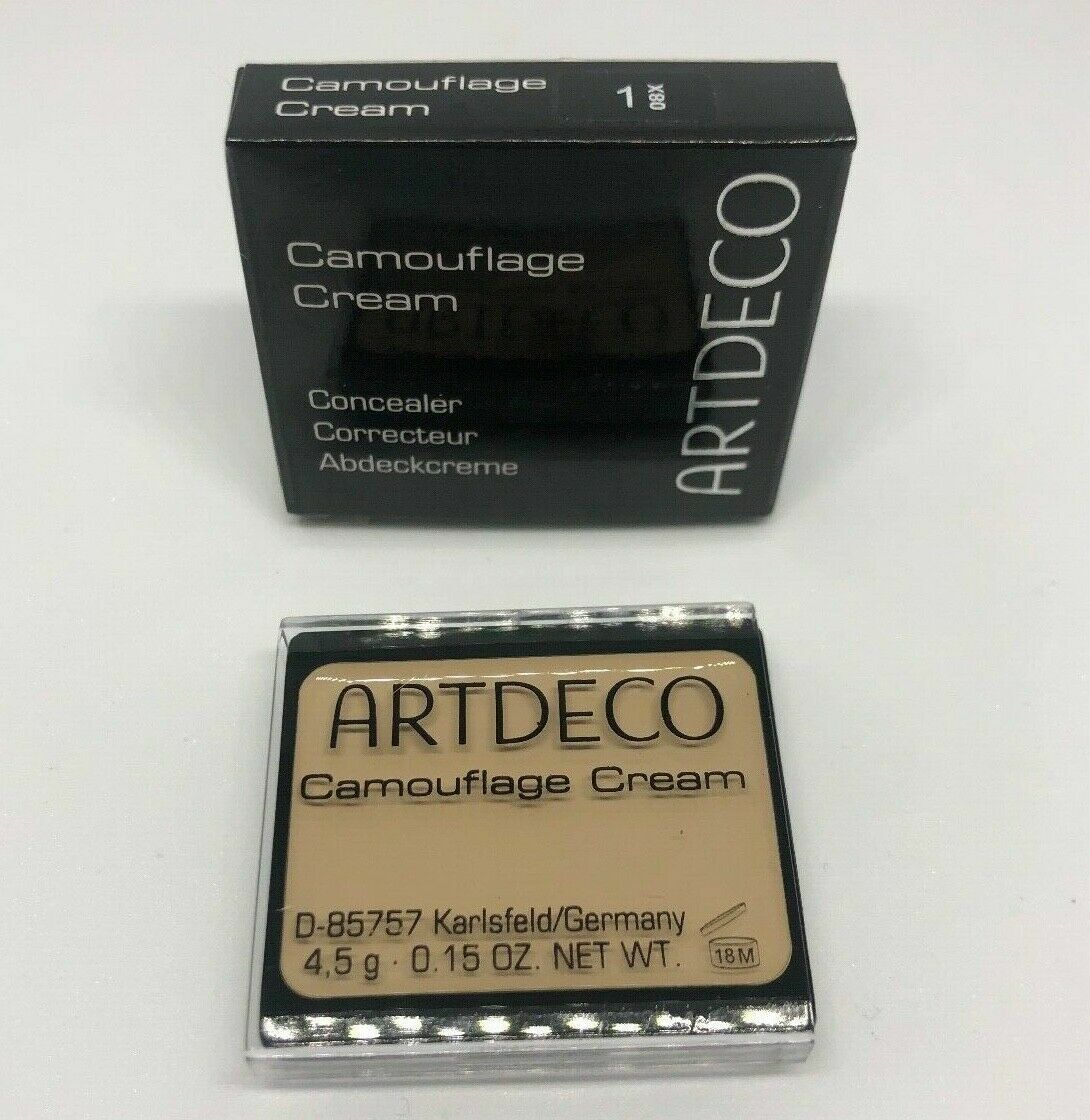 Camouflage
Cream
1
08X
Camouflage
Cream
Concealer
Correcteur
Abdeckcreme
ARTDECO
ARTDECO
Camouflage Cream
D-85757 Karlsfeld/Germany
4,5 g · 0.15 OZ. NET WT.
18M